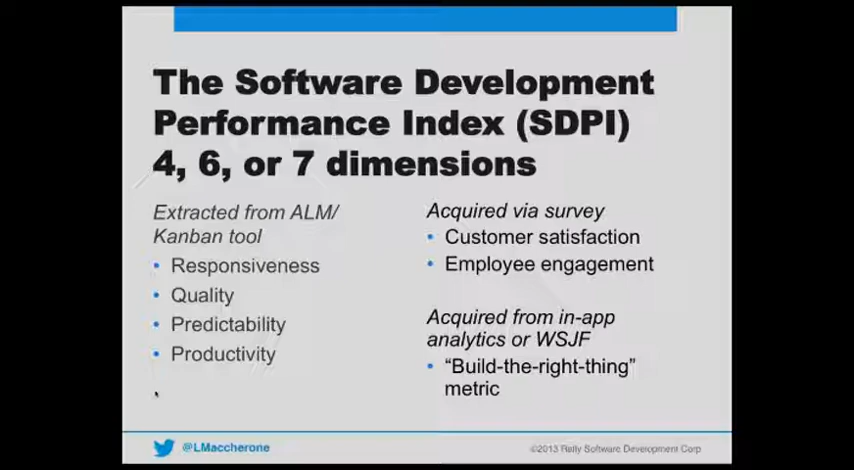 The Software Development
Performance Index (SDPI)
4, 6, or 7 dimensions
Extracted from ALM/
Kanban tool
• Responsiveness
• Quality
• Predictability
• Productivity
Acquired via survey
• Customer satisfaction
• Employee engagement
Acquired from in-app
analytics or WSJF
• “Build-the-right-thing”
metric
@LMaccherone
©2013 Rally Software Development Corp